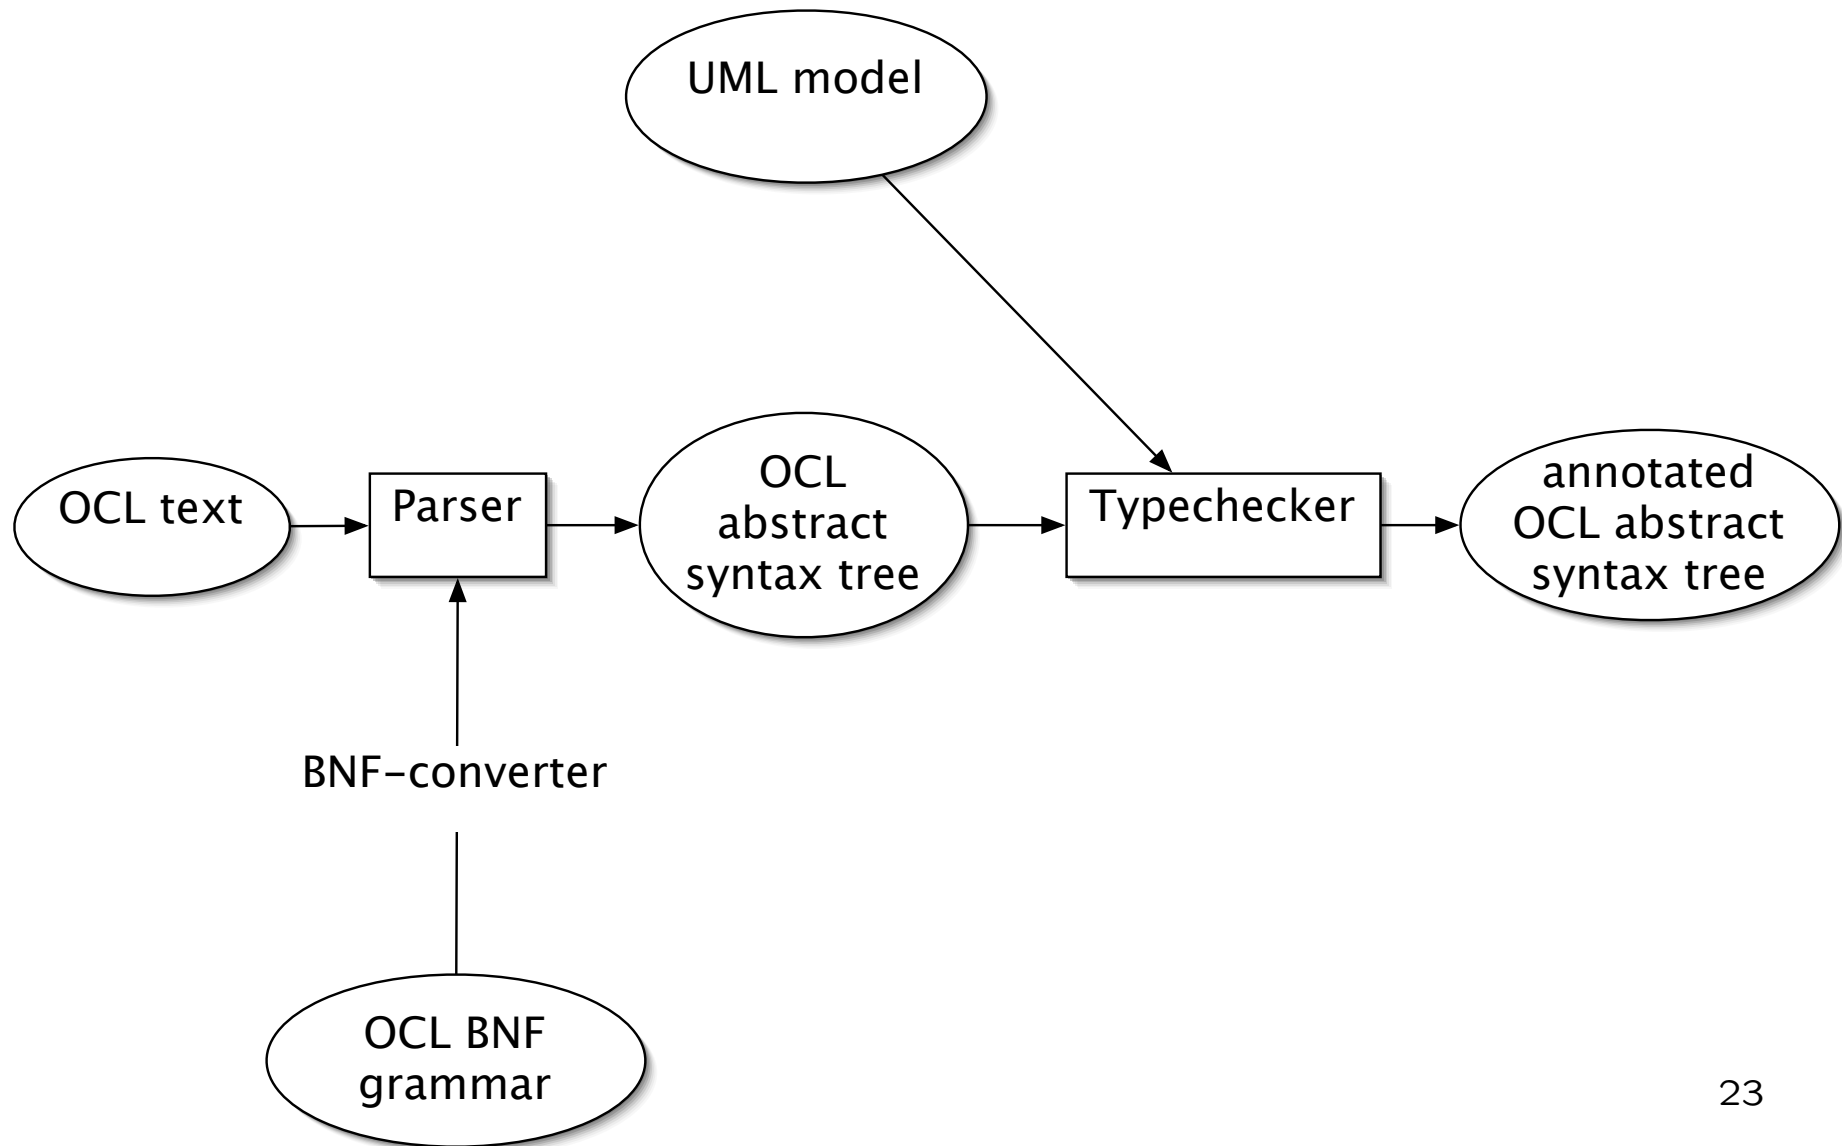 UML model
OCL text
Parser
OCL
abstract
syntax tree
Typechecker
annotated
OCL abstract
syntax tree
BNF-converter
OCL BNF
grammar
23